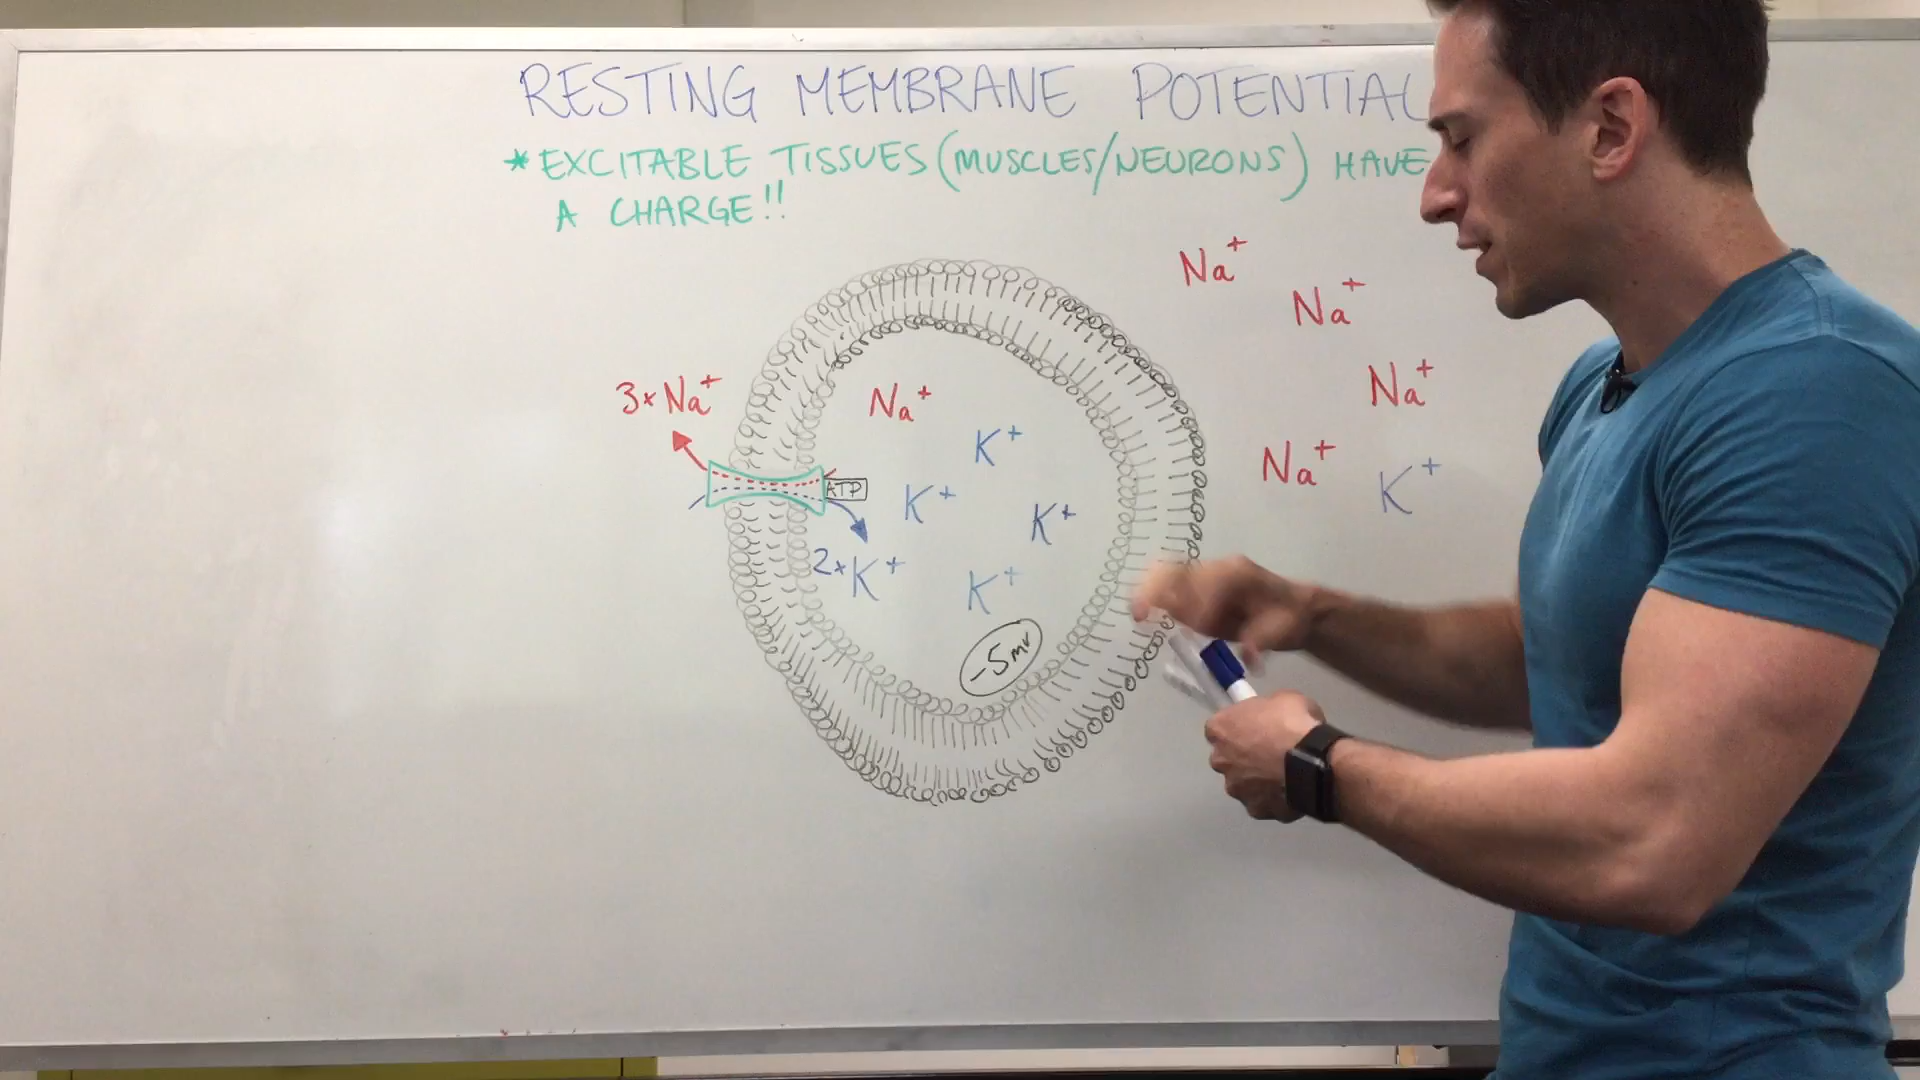 RESTING MEMBRANE POTENTIAL
* EXCITABLE TISSUES (MUSCLES/NEURONS) HAVE
A CHARGE!!
Na+
Na+
3x Na+
Na+
Na+
K+
Na+
K+
ATP
K+
K+
2x K+
K+
-5mV